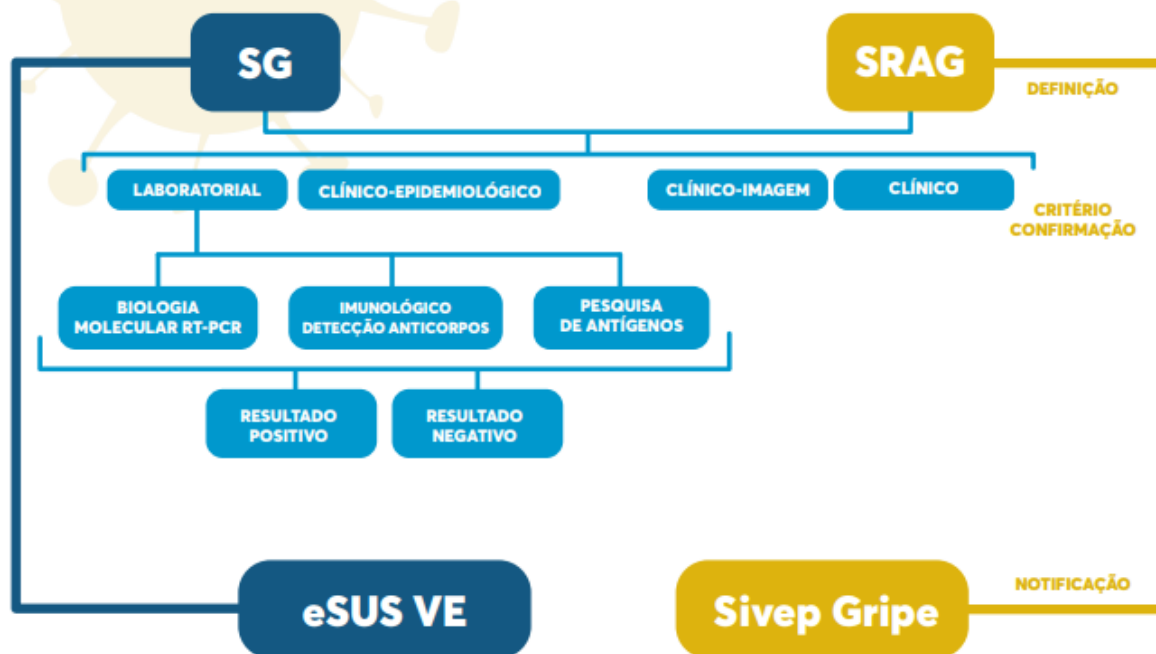 SG
SRAG
DEFINIÇÃO
LABORATORIAL
CLÍNICO-EPIDEMIOLÓGICO
CLÍNICO-IMAGEM
CLÍNICO
CRITÉRIO
CONFIRMAÇÃO
BIOLOGIA
MOLECULAR RT-PCR
IMUNOLÓGICO
DETECÇÃO ANTICORPOS
PESQUISA
DE ANTÍGENOS
RESULTADO
POSITIVO
RESULTADO
NEGATIVO
eSUS VE
Sivep Gripe
NOTIFICAÇÃO